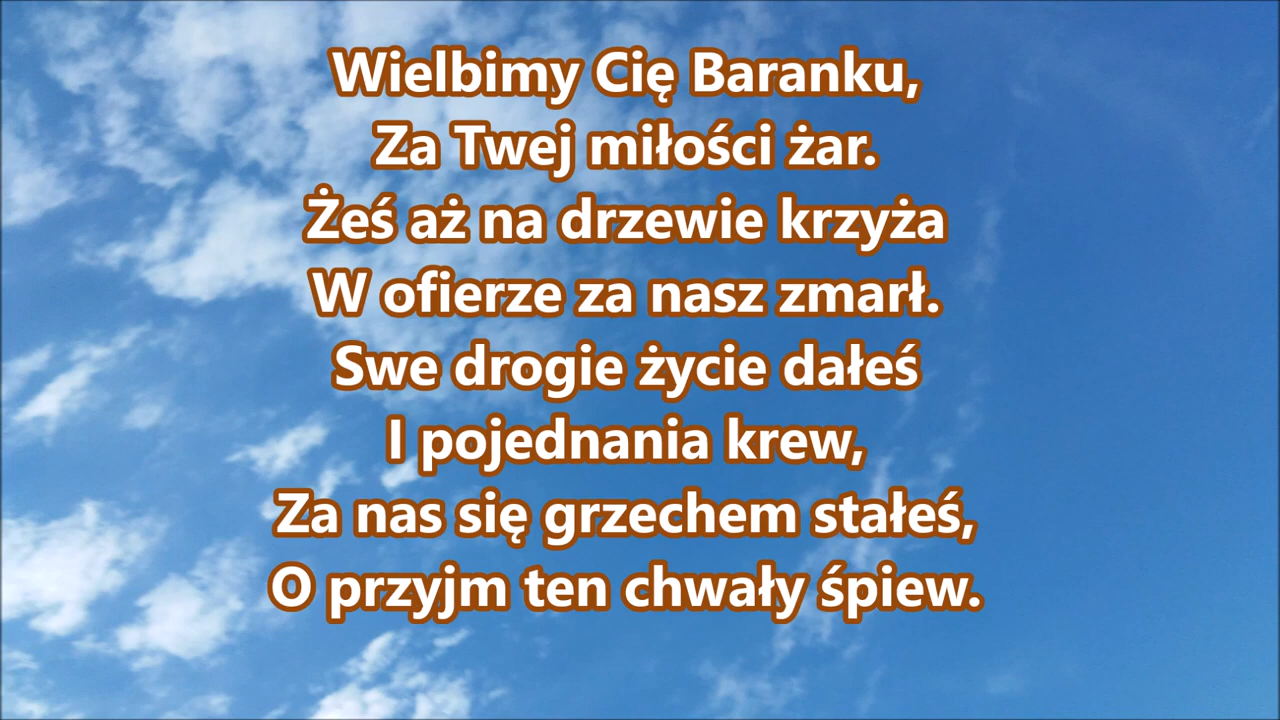 Wielbimy Cię Baranku,
Za Twej miłości żar.
Żeś aż na drzewie krzyża
W ofierze za nasz zmarł.
Swe drogie życie dałeś
I pojednania krew,
Za nas się grzechem stałeś,
O przyjm ten chwały śpiew.